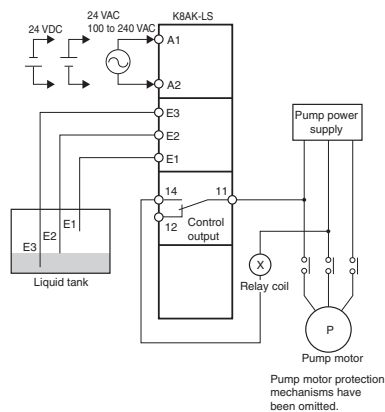 24 VDC
24 VAC
100 to 240 VAC
K8AK-LS
A1
A2
E3
E2
E1
14
11
12
Control
output
Pump power
supply
E1
E2
E3
Liquid tank
X
Relay coil
P
Pump motor
Pump motor protection
mechanisms have
been omitted.